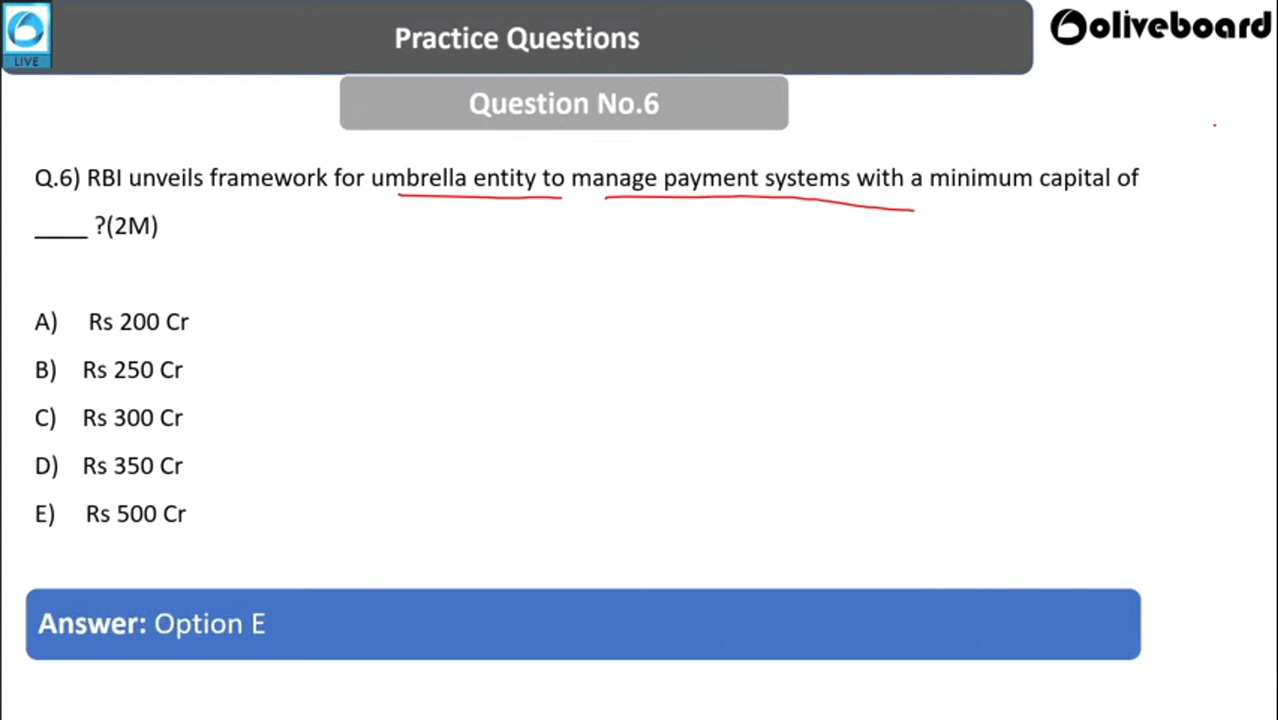 LIVE
Practice Questions
oliveboard
Question No.6
Q.6) RBI unveils framework for umbrella entity to manage payment systems with a minimum capital of
____ ?(2M)
A) Rs 200 Cr
B) Rs 250 Cr
C) Rs 300 Cr
D) Rs 350 Cr
E) Rs 500 Cr
Answer: Option E